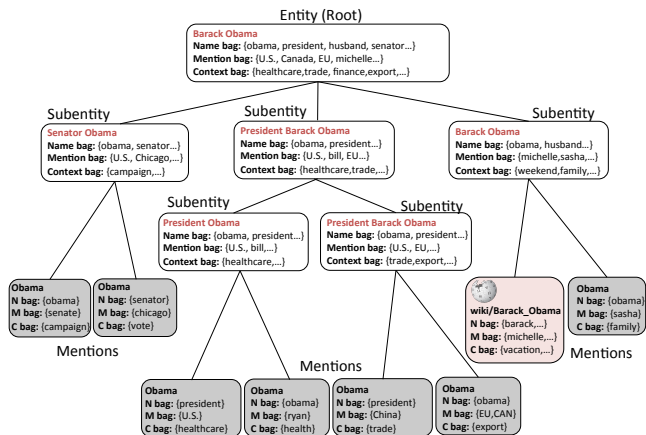 Entity (Root)
Barack Obama
Name bag: {obama, president, husband, senator…}
Mention bag: {U.S., Canada, EU, michelle…}
Context bag: {healthcare,trade, finance,export,…}
Subentity
Subentity
Subentity
Senator Obama
Name bag: {obama, senator…}
Mention bag: {U.S., Chicago,…}
Context bag: {campaign,…}
President Barack Obama
Name bag: {obama, president…}
Mention bag: {U.S., bill, EU…}
Context bag: {healthcare,trade,…}
Barack Obama
Name bag: {obama, husband…}
Mention bag: {michelle,sasha,…}
Context bag: {weekend,family,…}
Subentity
Subentity
President Obama
Name bag: {obama, president…}
Mention bag: {U.S., bill,…}
Context bag: {healthcare,…}
President Barack Obama
Name bag: {obama, president…}
Mention bag: {U.S., EU,…}
Context bag: {trade,export,…}
Obama
N bag: {obama}
M bag: {senate}
C bag: {campaign}
Obama
N bag: {senator}
M bag: {chicago}
C bag: {vote}
wiki/Barack_Obama
N bag: {barack,…}
M bag: {michelle,…}
C bag: {vacation,…}
Obama
N bag: {obama}
M bag: {sasha}
C bag: {family}
Mentions
Mentions
Mentions
Obama
N bag: {president}
M bag: {U.S.}
C bag: {healthcare}
Obama
N bag: {obama}
M bag: {ryan}
C bag: {health}
Obama
N bag: {president}
M bag: {China}
C bag: {trade}
Obama
N bag: {obama}
M bag: {EU,CAN}
C bag: {export}